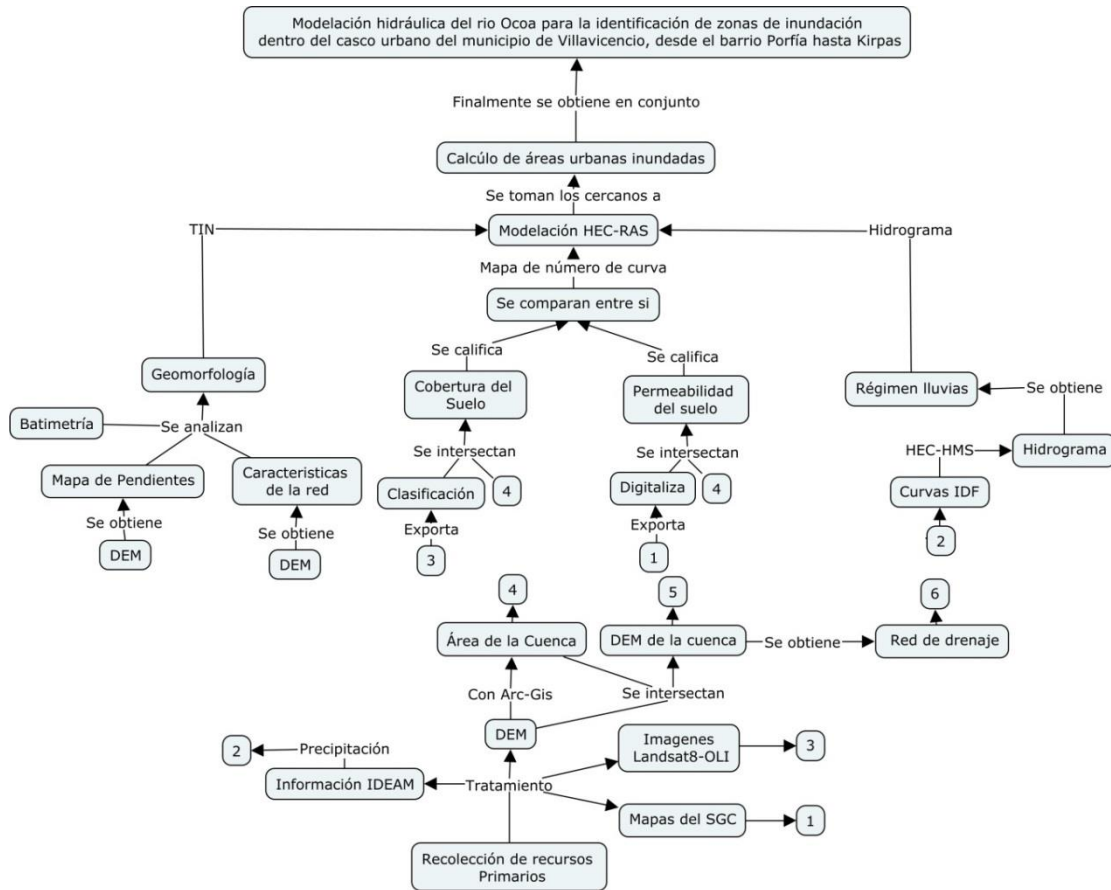 Modelación hidráulica del rio Ocoa para la identificación de zonas de inundación
dentro del casco urbano del municipio de Villavicencio, desde el barrio Porfía hasta Kirpas
Finalmente se obtiene en conjunto
Calcúlo de áreas urbanas inundadas
Se toman los cercanos a
TIN
Modelación HEC-RAS
Hidrograma
Mapa de número de curva
Se comparan entre si
Se califica
Se califica
Geomorfología
Cobertura del
Suelo
Permeabilidad
del suelo
Régimen lluvias
Se obtiene
Batimetría
Se analizan
Se intersectan
Se intersectan
HEC-HMS
Hidrograma
Mapa de Pendientes
Caracteristicas
de la red
Clasificación
4
Digitaliza
4
Curvas IDF
Se obtiene
Se obtiene
Exporta
Exporta
DEM
DEM
3
1
2
4
5
6
Área de la Cuenca
DEM de la cuenca
Se obtiene
Red de drenaje
Con Arc-Gis
Se intersectan
DEM
2
Precipitación
Imagenes
Landsat8-OLI
3
Información IDEAM
Tratamiento
Mapas del SGC
1
Recolección de recursos
Primarios